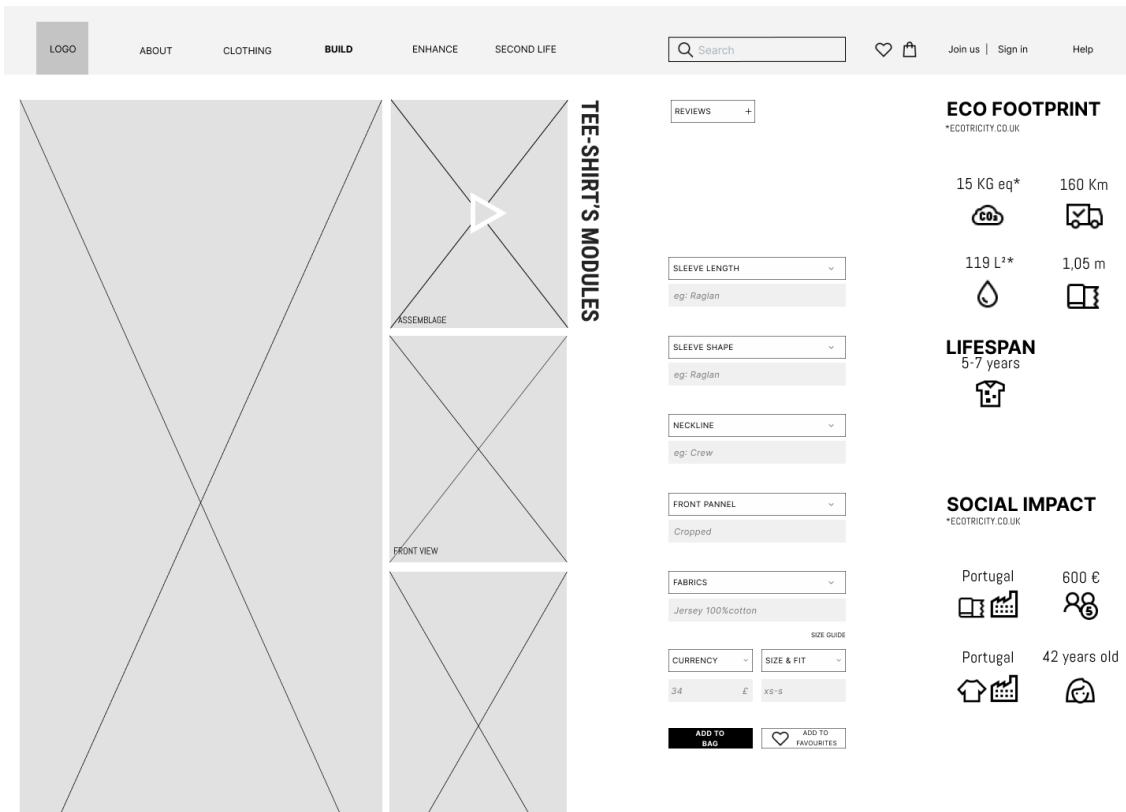 LOGO
ABOUT
CLOTHING
BUILD
ENHANCE
SECOND LIFE
Search
Join us | Sign in
Help
ASSEMBLAGE
FRONT VIEW
TEE-SHIRT'S MODULES
REVIEWS +
SLEEVE LENGTH
eg: Raglan
SLEEVE SHAPE
eg: Raglan
NECKLINE
eg: Crew
FRONT PANNEL
Cropped
FABRICS
Jersey 100%cotton
SIZE GUIDE
CURRENCY
SIZE & FIT
34 £
xs-s
ADD TO
BAG
ADD TO
FAVOURITES
ECO FOOTPRINT
*ECOTRICITY.CO.UK
15 KG eq*
160 Km
CO₂
119 L²*
1,05 m
LIFESPAN
5-7 years
SOCIAL IMPACT
*ECOTRICITY.CO.UK
Portugal
600 €
5
Portugal
42 years old